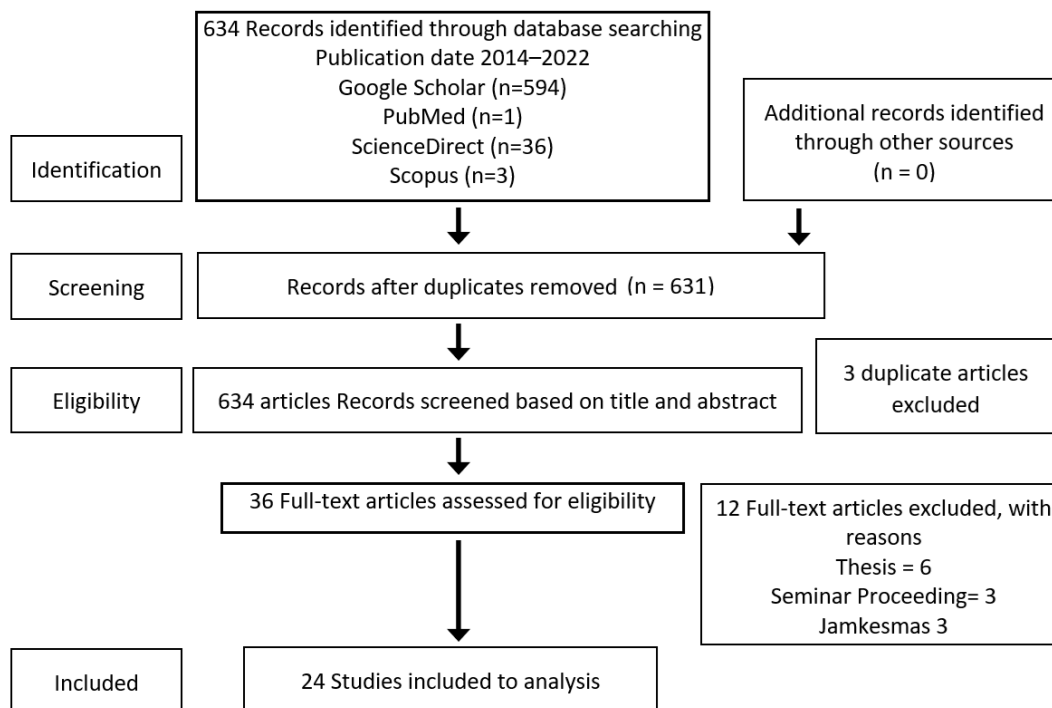 634 Records identified through database searching
Publication date 2014–2022
Google Scholar (n=594)
PubMed (n=1)
ScienceDirect (n=36)
Scopus (n=3)
Additional records identified
through other sources
(n = 0)
Identification
Screening
Records after duplicates removed (n = 631)
Eligibility
634 articles Records screened based on title and abstract
3 duplicate articles
excluded
36 Full-text articles assessed for eligibility
12 Full-text articles excluded, with
reasons
Thesis = 6
Seminar Proceeding= 3
Jamkesmas 3
Included
24 Studies included to analysis